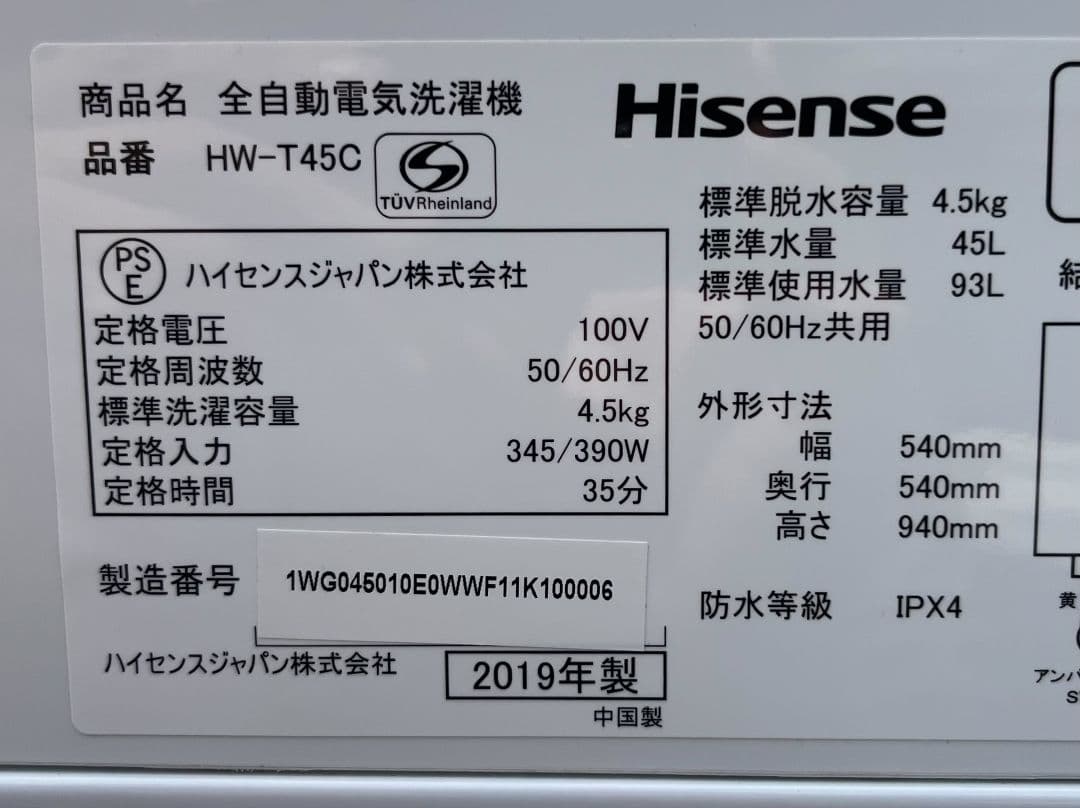 商品名 全自動電気洗濯機
品番 HW-T45C
TÜVRheinland
Hisense
PS
E
ハイセンスジャパン株式会社
定格電圧 100V
定格周波数 50/60Hz
標準洗濯容量 4.5kg
定格入力 345/390W
定格時間 35分
標準脱水容量 4.5kg
標準水量 45L
標準使用水量 93L
50/60Hz共用
外形寸法
幅 540mm
奥行 540mm
高さ 940mm
防水等級 IPX4
製造番号 1WG045010E0WWF11K100006
ハイセンスジャパン株式会社
2019年製
中国製
結
黄
アンバ
S